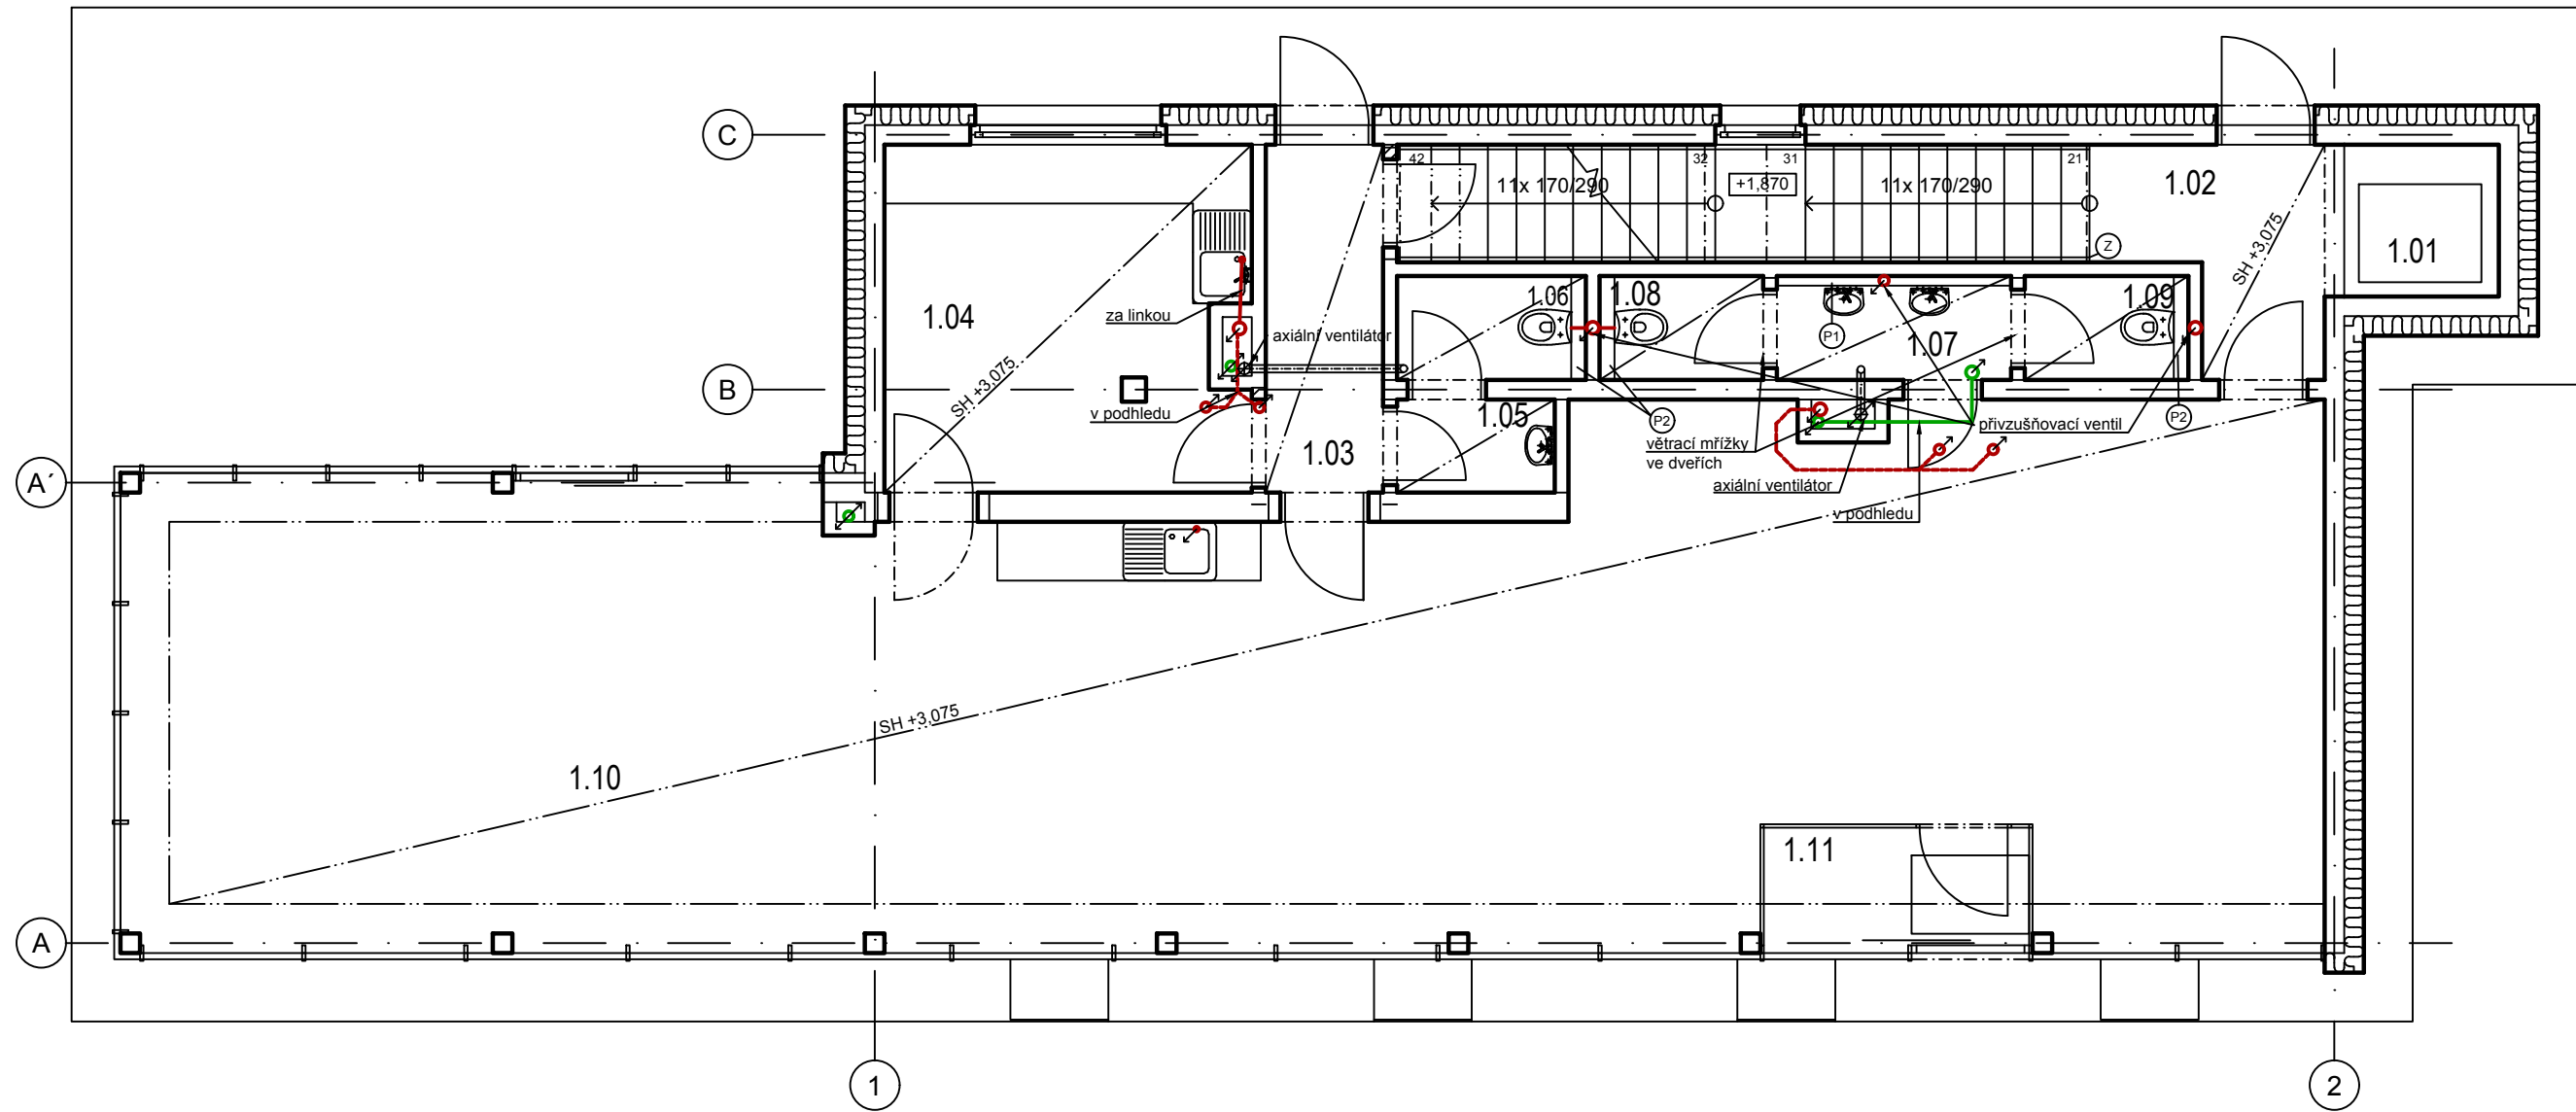 C
42
32
31
21
11x 170/290
+1,870
11x 170/290
1.02
SH +3,075
Z
1.01
1.04
za linkou
1.06
1.08
1.09
axiální ventilátor
P1
1.07
SH +3,075
B
v podhledu
1.05
P2
P2
přivzušňovací ventil
1.03
větrací mřížky
ve dveřích
A´
axiální ventilátor
v podhledu
SH +3,075
1.10
1.11
A
1
2